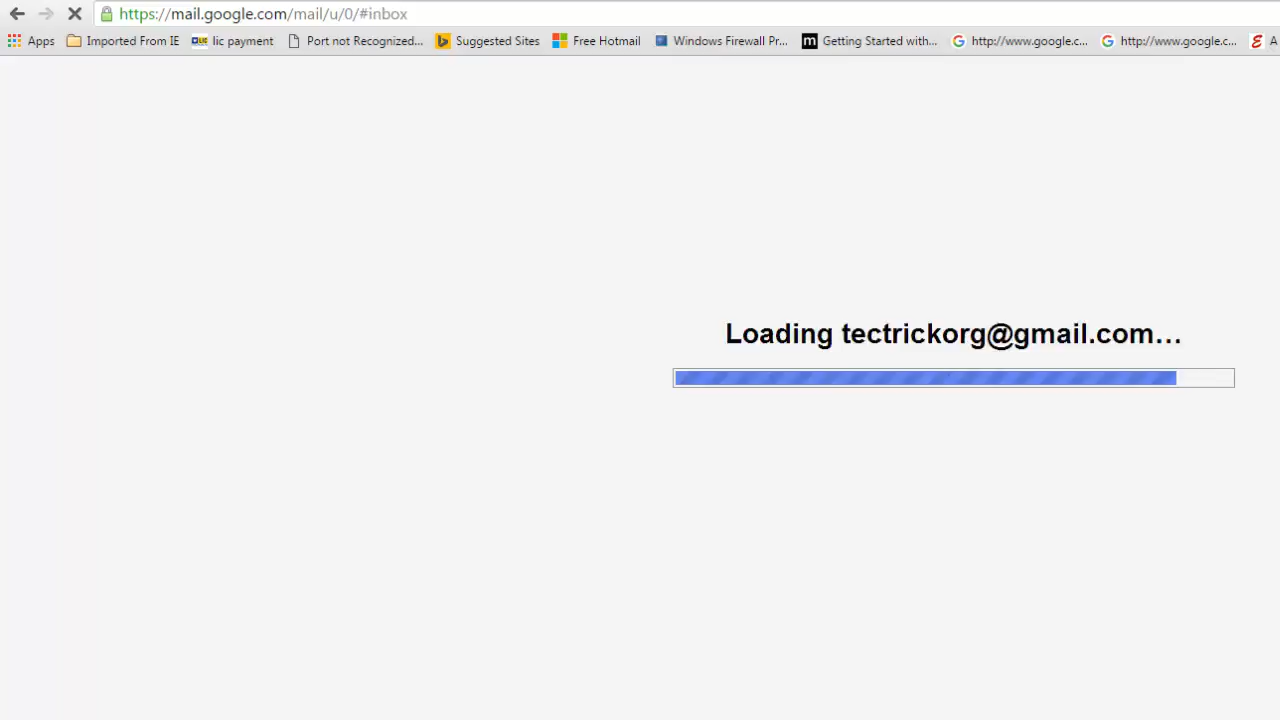 https://mail.google.com/mail/u/0/#inbox
Apps Imported From IE lic payment Port not Recognized... Suggested Sites Free Hotmail Windows Firewall Pr... Getting Started with... http://www.google.c... http://www.google.c... A
Loading tectrickorg@gmail.com...